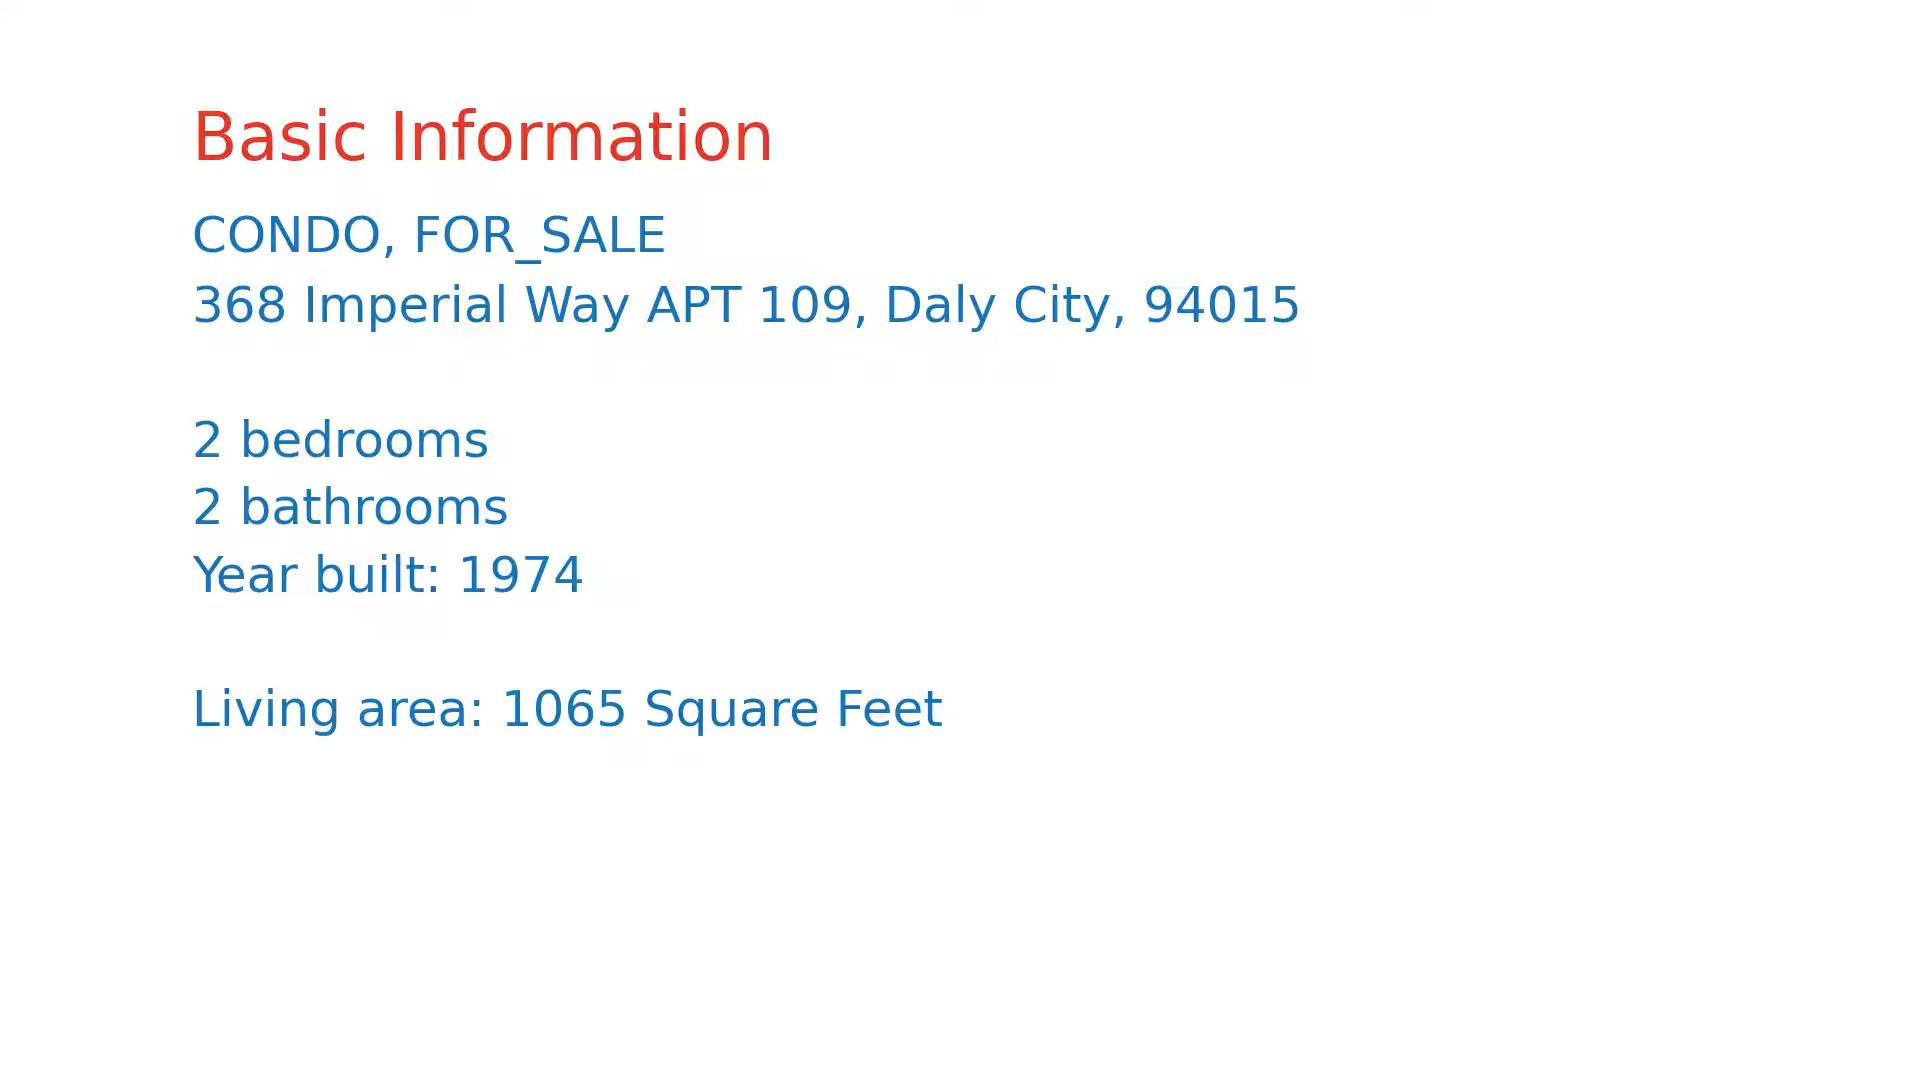 Basic Information
CONDO, FOR_SALE
368 Imperial Way APT 109, Daly City, 94015
2 bedrooms
2 bathrooms
Year built: 1974
Living area: 1065 Square Feet